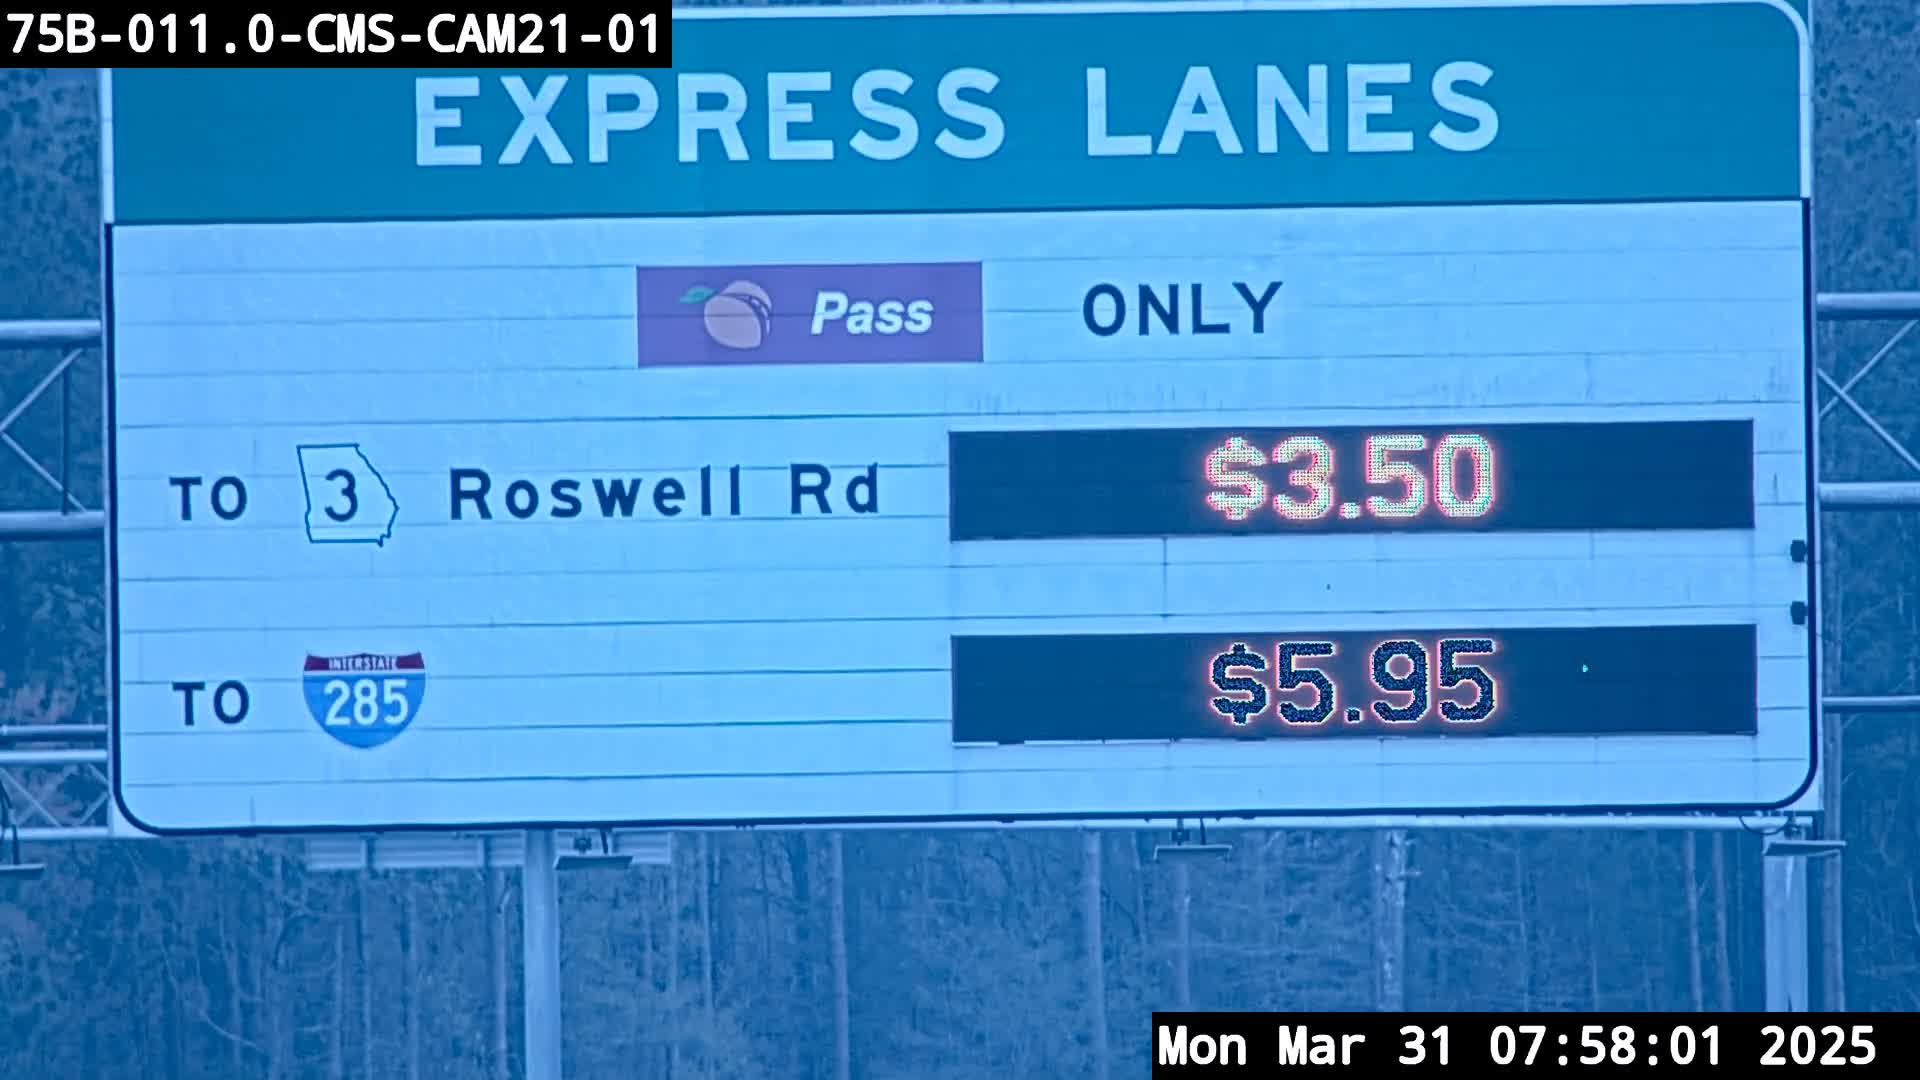 75B-011.0-CMS-CAM21-01
EXPRESS LANES
Pass ONLY
TO 3 Roswell Rd $3.50
INTERSTATE
TO 285 $5.95
Mon Mar 31 07:58:01 2025